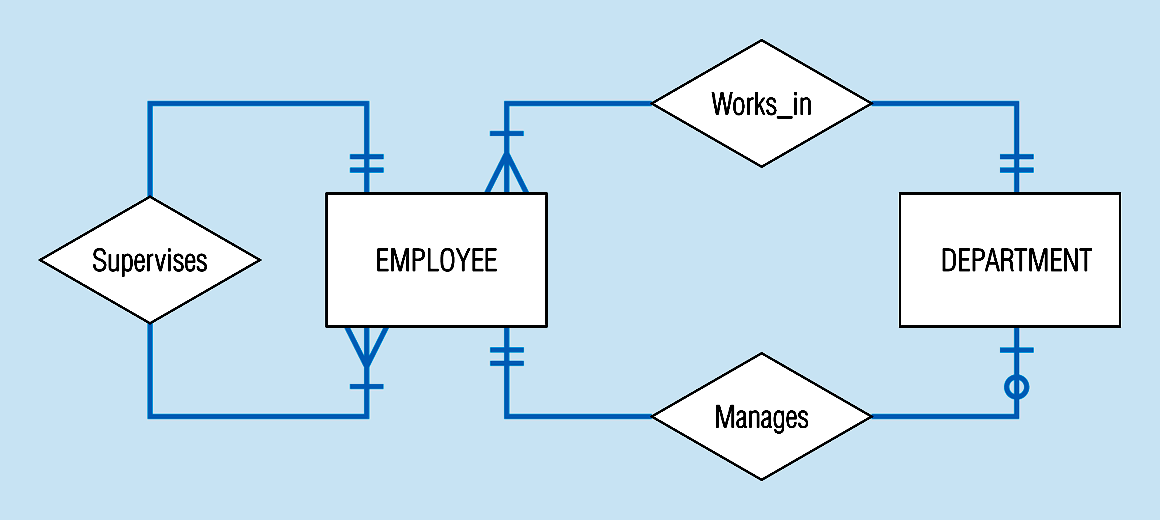 Works_in
Supervises
EMPLOYEE
DEPARTMENT
Manages